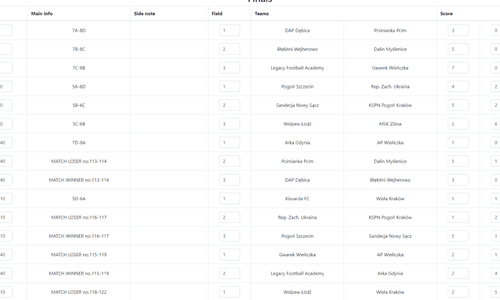 Main info Side note Field Teams Score
7A-8D 1 DAP Dębica Pcimianka Pcim 3 0
7B-8C 2 Błękitni Wejherowo Dalin Myślenice 5 0
7C-8B 3 Legacy Football Academy Gwarek Wieliczka 7 0
5A-6D 1 Pogoń Szczecin Rep. Zach. Ukraina 4 2
5B-6C 2 Sandecja Nowy Sącz KSPN Pogoń Kraków 5 2
5C-6B 3 Widzew Łódź MSK Zilina 2 6
40 7D-8A 1 Arka Gdynia AP Wieliczka 1 0
40 MATCH LOSER no.113-114 2 Pcimianka Pcim Dalin Myślenice 5 1
40 MATCH WINNER no.113-114 3 DAP Dębica Błękitni Wejherowo 3 0
10 5D-6A 1 Kisvarda FC Wisła Kraków 1 1
10 MATCH LOSER no.116-117 2 Rep. Zach. Ukraina KSPN Pogoń Kraków 1 2
10 MATCH WINNER no.116-117 3 Pogoń Szczecin Sandecja Nowy Sącz 5 1
40 MATCH LOSER no.115-119 1 Gwarek Wieliczka AP Wieliczka 2 1
40 MATCH WINNER no.115-119 2 Legacy Football Academy Arka Gdynia 2 4
10 MATCH LOSER no.118-122 1 Widzew Łódź Wisła Kraków 2 5